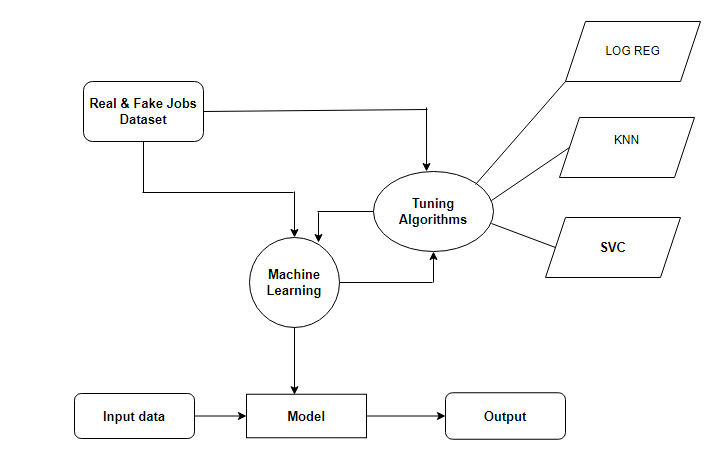 LOG REG
Real & Fake Jobs
Dataset
KNN
Tuning
Algorithms
SVC
Machine
Learning
Input data
Model
Output